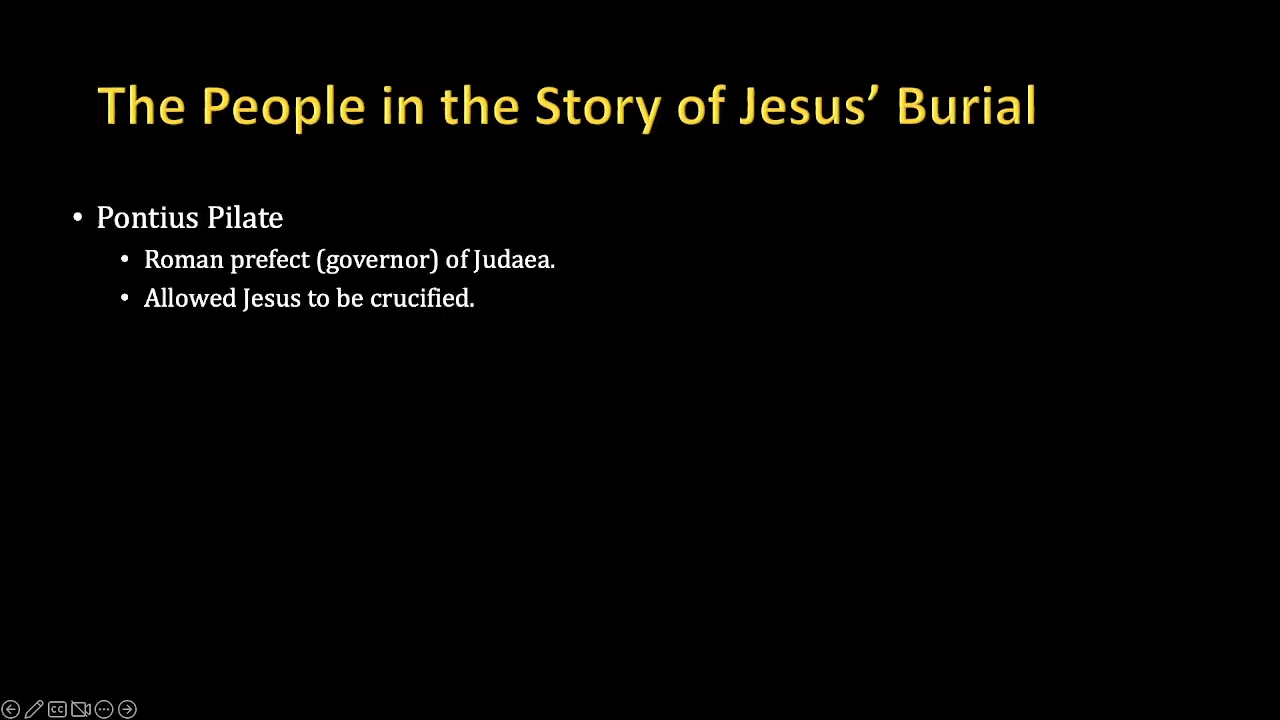 The People in the Story of Jesus’ Burial
• Pontius Pilate
• Roman prefect (governor) of Judaea.
• Allowed Jesus to be crucified.
CC